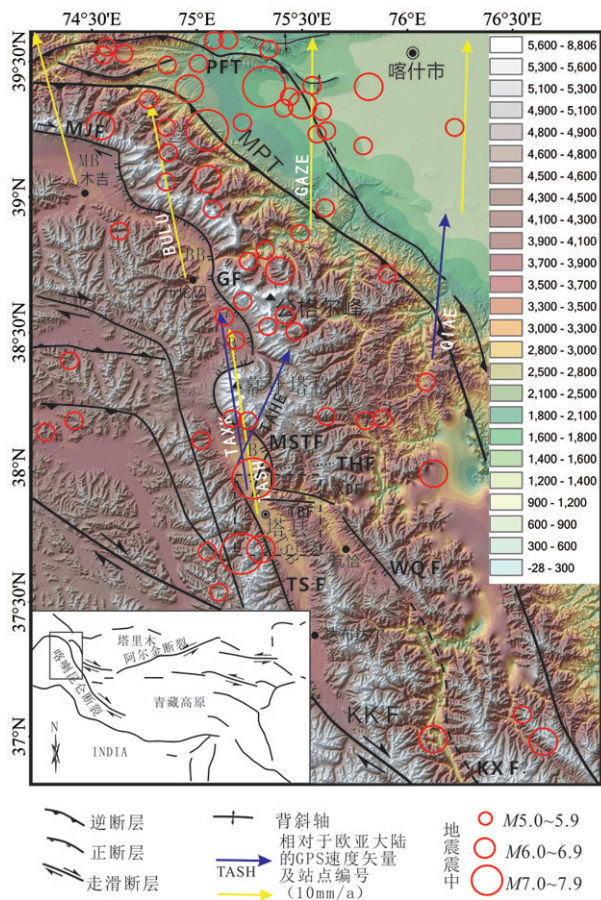 74°30′E
75°E
75°30′E
76°E
76°30′E
39°30′N
39°N
38°30′N
38°N
37°30′N
37°N
PFT
喀什市
MJF
MB
木吉
MPT
GAZE
BULU
BB
GF
公格尔峰
QIAE
TAXK
TXHE
MSTF
TASH
THF
塔县
TS F
WQ F
KK F
KX F
5,600 - 8,806
5,300 - 5,600
5,100 - 5,300
4,900 - 5,100
4,800 - 4,900
4,600 - 4,800
4,500 - 4,600
4,300 - 4,500
4,100 - 4,300
3,900 - 4,100
3,700 - 3,900
3,500 - 3,700
3,300 - 3,500
3,000 - 3,300
2,800 - 3,000
2,500 - 2,800
2,100 - 2,500
1,800 - 2,100
1,600 - 1,800
1,400 - 1,600
1,200 - 1,400
900 - 1,200
600 - 900
300 - 600
-28 - 300
塔里木
阿尔金断裂
喀喇昆仑断裂
青藏高原
N
INDIA
逆断层
正断层
走滑断层
背斜轴
TASH
相对于欧亚大陆
的GPS速度矢量
及站点编号
（10mm/a）
地震震中
M5.0~5.9
M6.0~6.9
M7.0~7.9